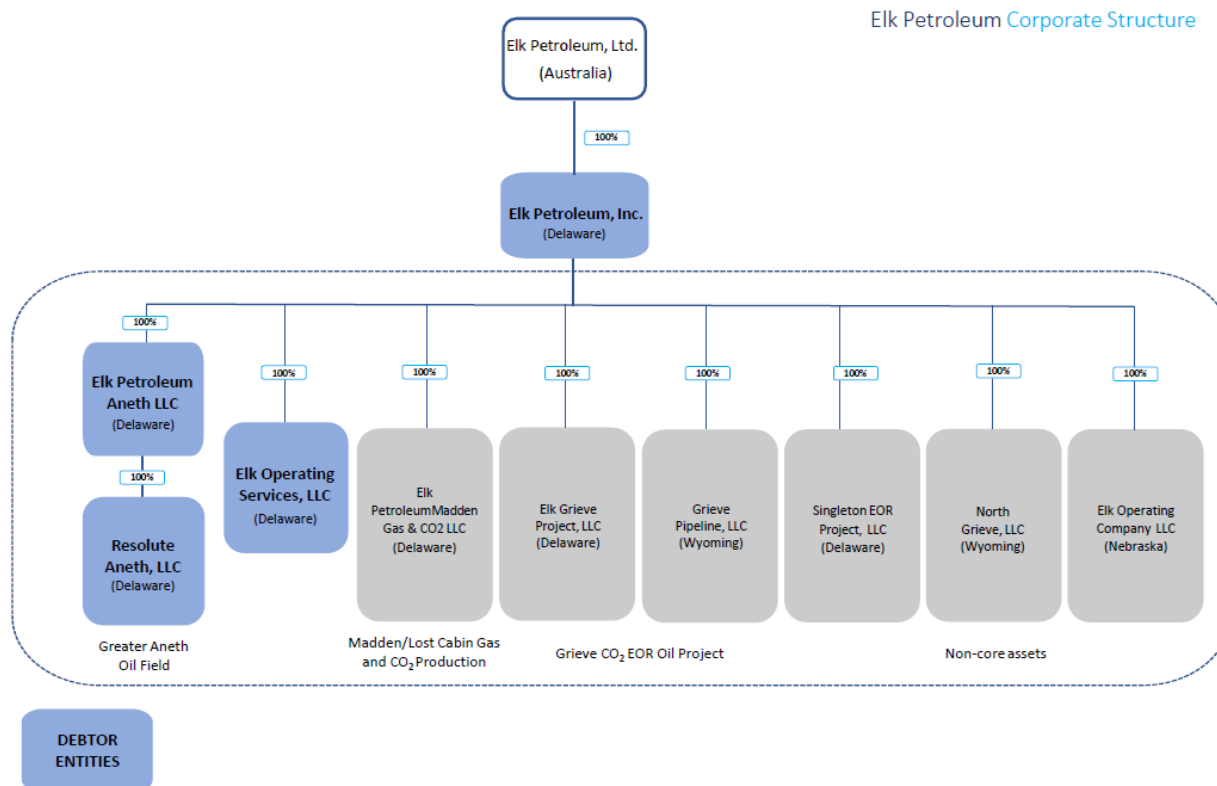 Elk Petroleum Corporate Structure
Elk Petroleum, Ltd.
(Australia)
100%
Elk Petroleum, Inc.
(Delaware)
100%
Elk Petroleum
Aneth LLC
(Delaware)
100%
Resolute
Aneth, LLC
(Delaware)
Greater Aneth
Oil Field
100%
Elk Operating
Services, LLC
(Delaware)
100%
Elk
PetroleumMadden
Gas & CO2 LLC
(Delaware)
Madden/Lost Cabin Gas
and CO₂ Production
100%
Elk Grieve
Project, LLC
(Delaware)
100%
Grieve
Pipeline, LLC
(Wyoming)
Grieve CO₂ EOR Oil Project
100%
Singleton EOR
Project, LLC
(Delaware)
100%
North
Grieve, LLC
(Wyoming)
100%
Elk Operating
Company LLC
(Nebraska)
Non-core assets
DEBTOR
ENTITIES